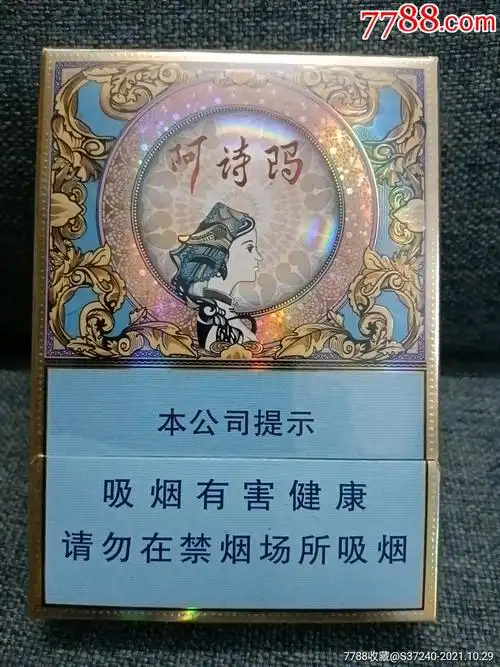 7788.com
阿诗玛
本公司提示
吸烟有害健康
请勿在禁烟场所吸烟
7788收藏@S37240-2021.10.29